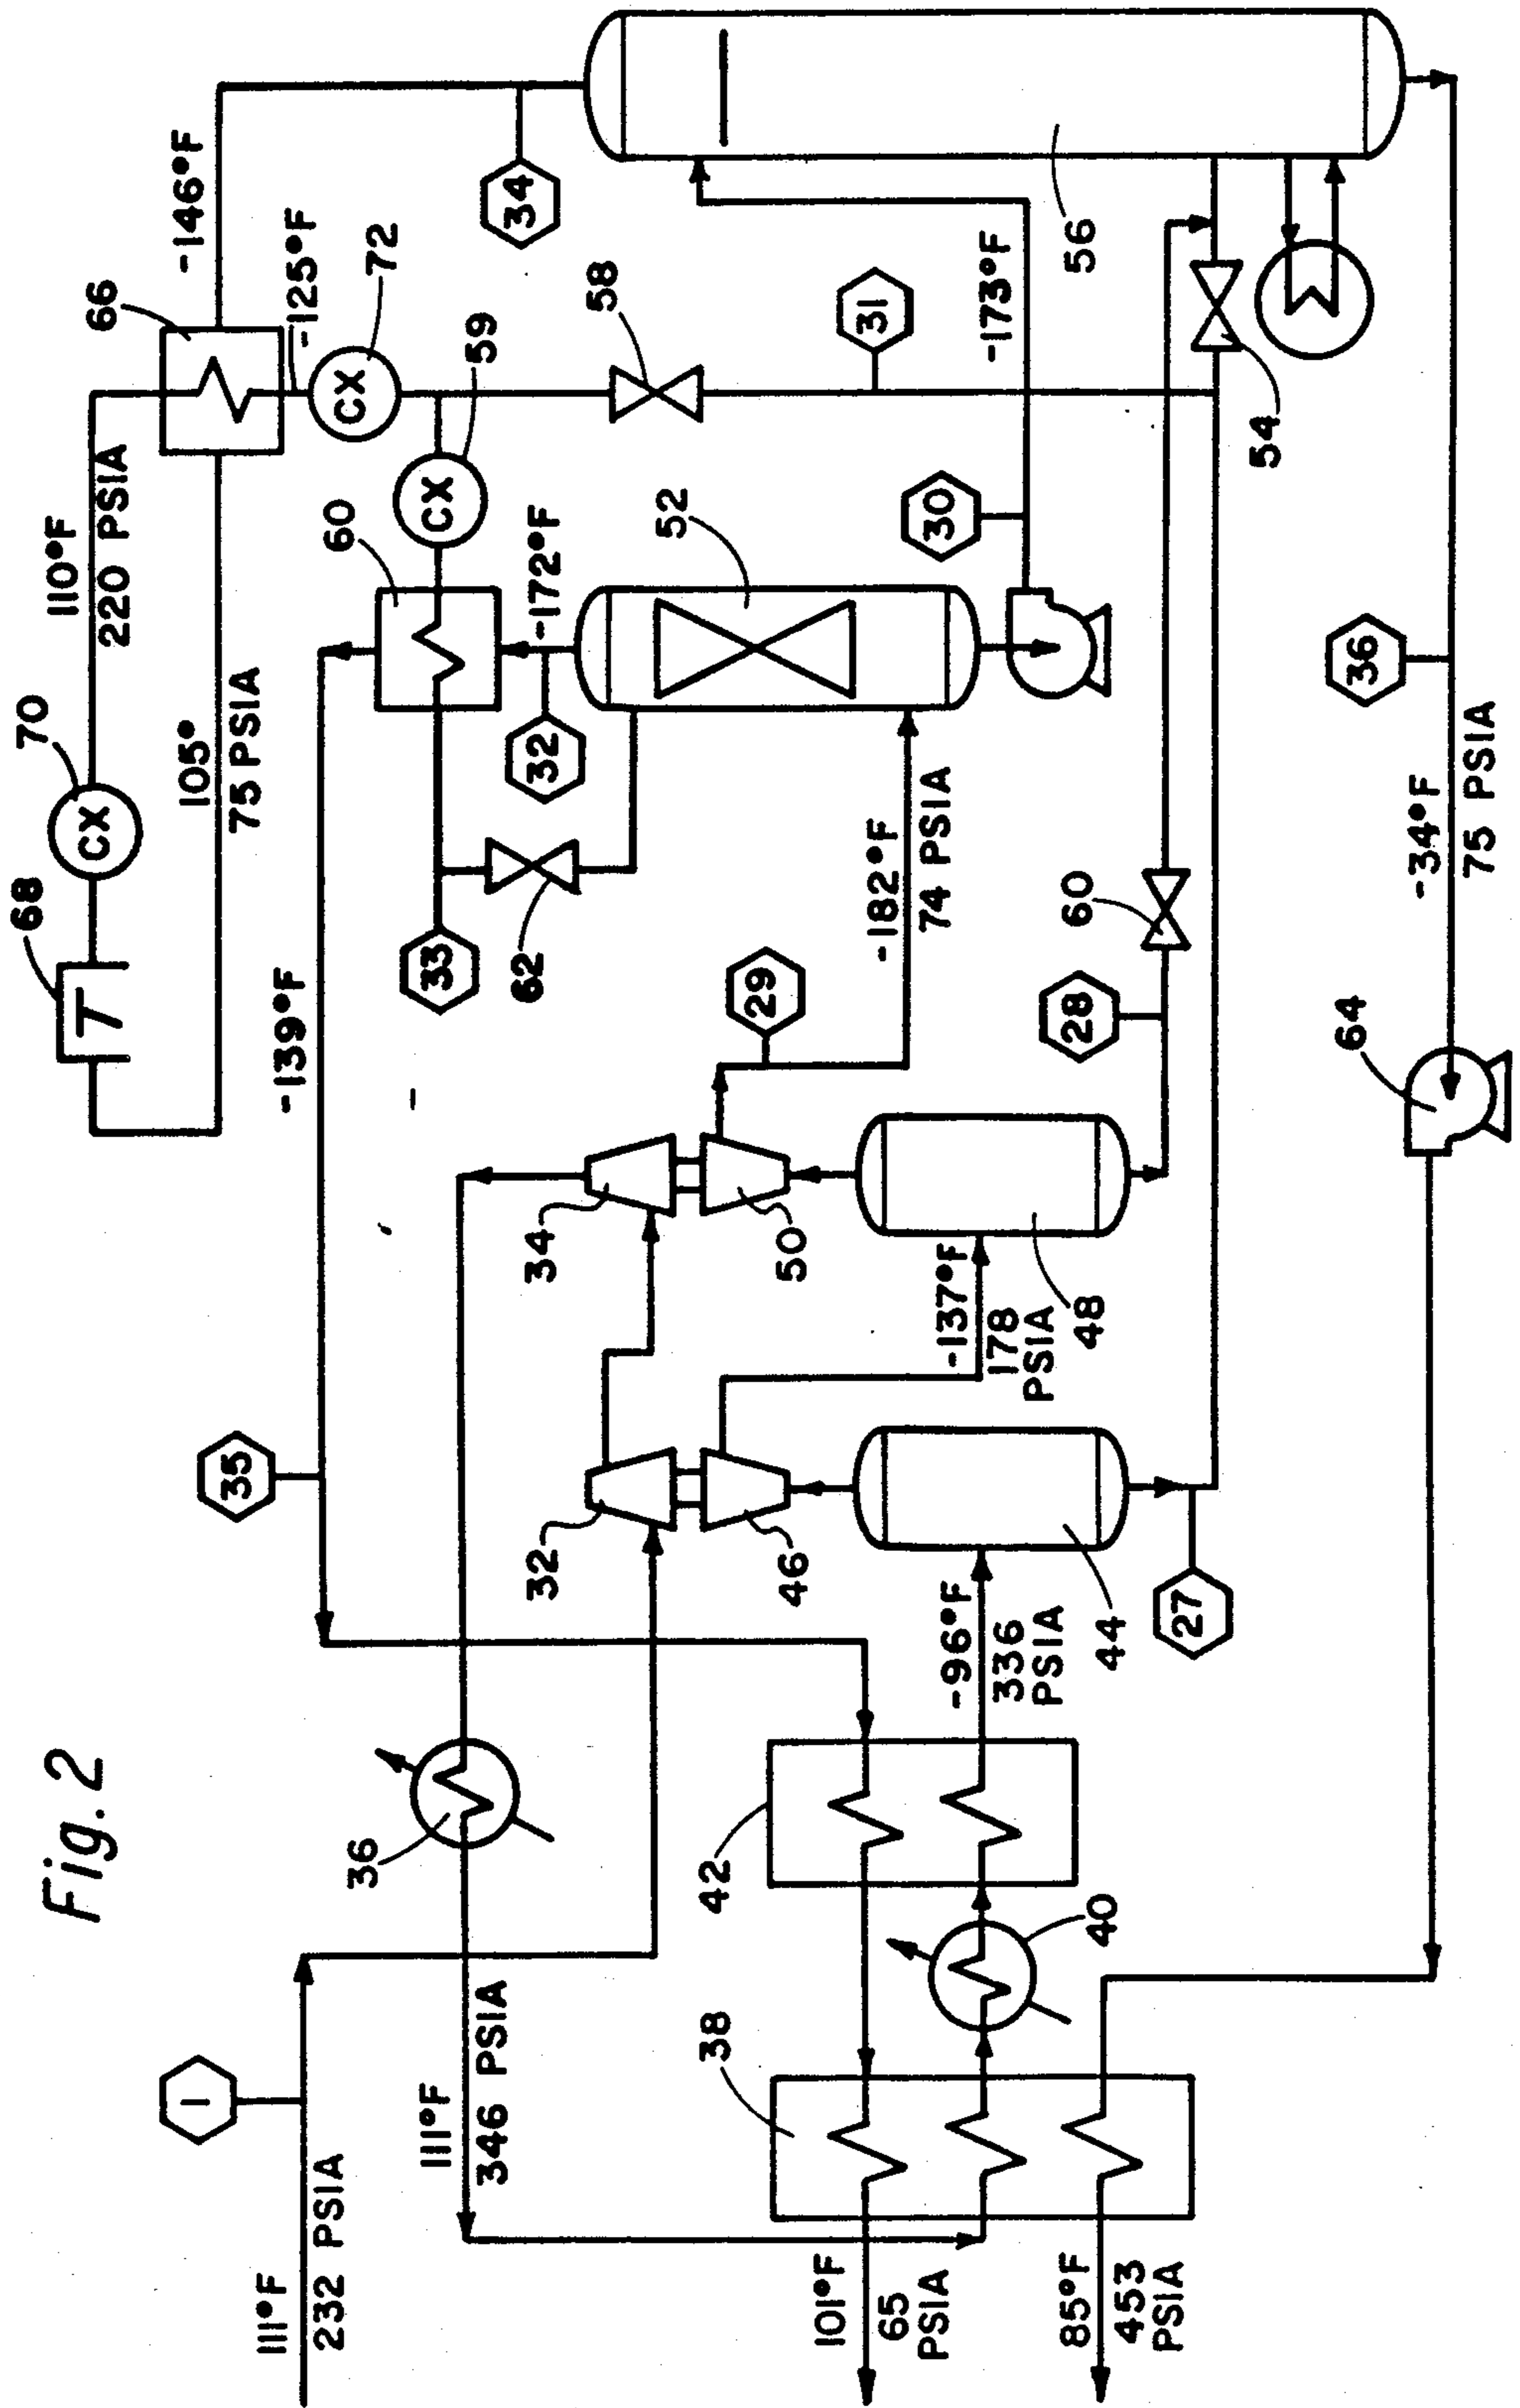 Fig. 2
1
111°F
232 PSIA
111°F
346 PSIA
36
38
40
42
101°F
65
PSIA
85°F
453
PSIA
35
-139°F
32
46
-96°F
336
PSIA
44
27
34
50
-137°F
178
PSIA
48
29
28
60
-182°F
74 PSIA
64
36
-34°F
75 PSIA
68
T
70
CX
105°
75 PSIA
110°F
220 PSIA
33
62
32
-172°F
52
60
CX
59
30
66
-125°F
CX
72
58
31
-146°F
34
-173°F
54
56